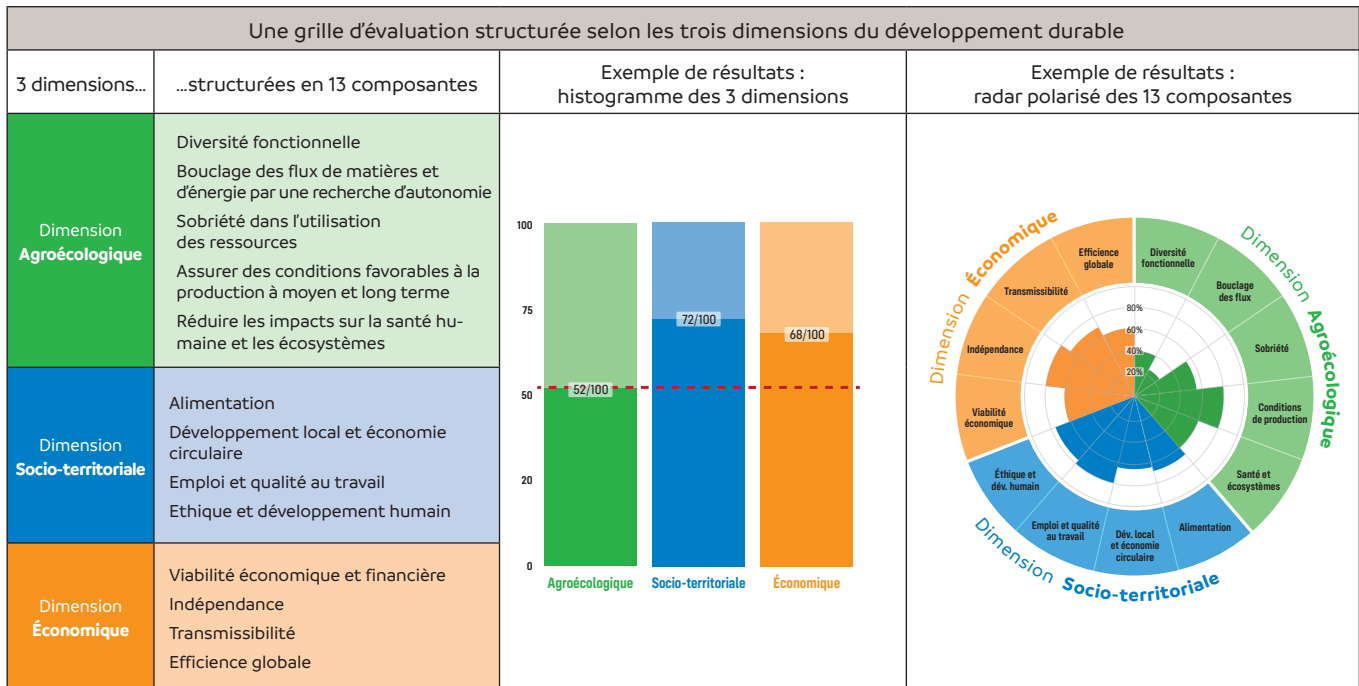 Une grille d'évaluation structurée selon les trois dimensions du développement durable
3 dimensions...
...structurées en 13 composantes
Exemple de résultats :
histogramme des 3 dimensions
Exemple de résultats :
radar polarisé des 13 composantes
Dimension
Agroécologique
Diversité fonctionnelle
Bouclage des flux de matières et
d'énergie par une recherche d'autonomie
Sobriété dans l'utilisation
des ressources
Assurer des conditions favorables à la
production à moyen et long terme
Réduire les impacts sur la santé hu-
maine et les écosystèmes
Dimension
Socio-territoriale
Alimentation
Développement local et économie
circulaire
Emploi et qualité au travail
Ethique et développement humain
Dimension
Économique
Viabilité économique et financière
Indépendance
Transmissibilité
Efficience globale
100
75
50
20
0
52/100
72/100
68/100
Agroécologique
Socio-territoriale
Économique
Dimension Économique
Dimension Agroécologique
Dimension Socio-territoriale
Efficience
globale
Diversité
fonctionnelle
Bouclage
des flux
Sobriété
Conditions
de production
Santé et
écosystèmes
Alimentation
Dév. local
et économie
circulaire
Emploi et qualité
au travail
Éthique et
dév. humain
Viabilité
économique
Indépendance
Transmissibilité
80%
60%
40%
20%